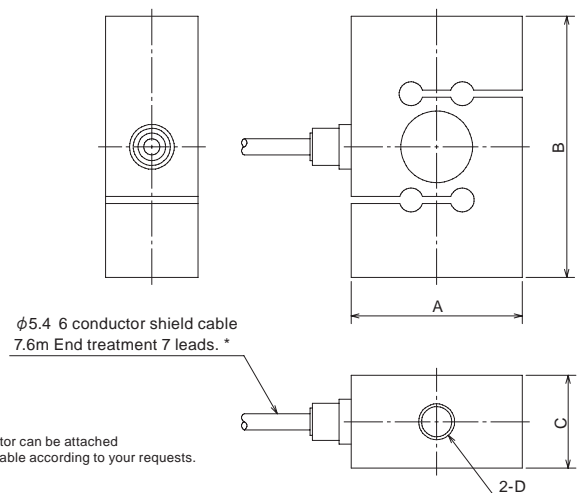 B
A
φ5.4 6 conductor shield cable
7.6m End treatment 7 leads. *
C
tor can be attached
able according to your requests.
2-D